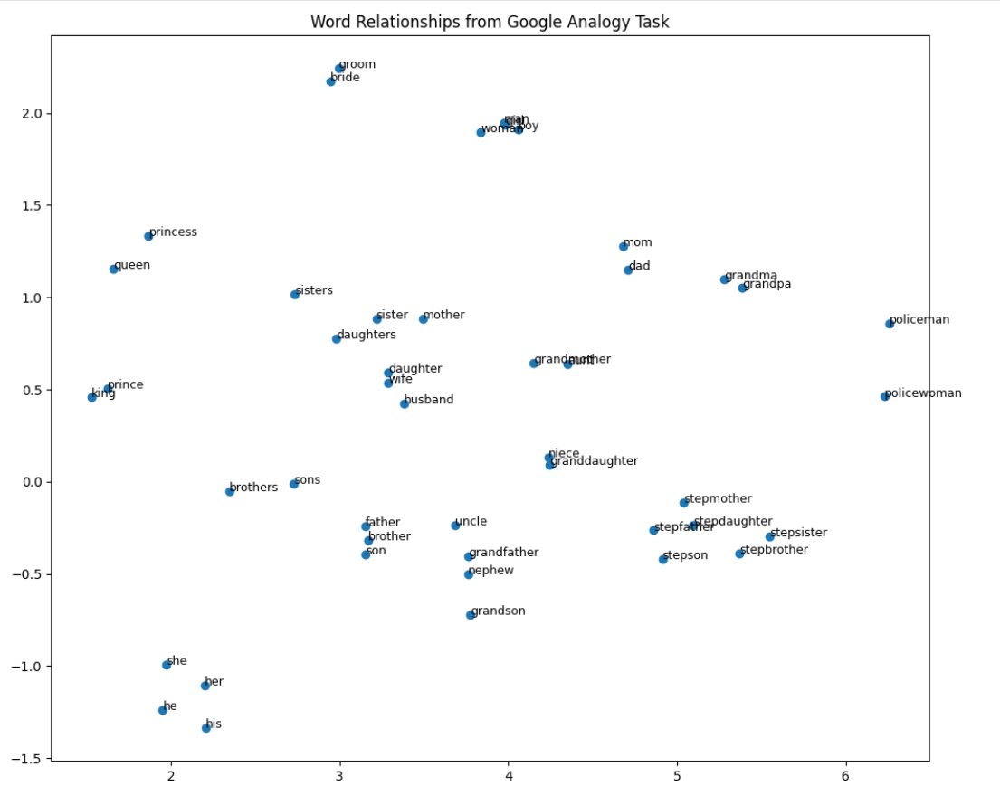 Word Relationships from Google Analogy Task
groom
bride
2.0
man
woman
boy
1.5
princess
mom
queen
dad
grandma
grandpa
1.0
sisters
sister
mother
policeman
daughters
grandmother
aunt
daughter
wife
0.5
prince
king
husband
policewoman
niece
granddaughter
0.0
brothers
sons
stepmother
father
uncle
stepfather
stepdaughter
brother
stepsister
son
grandfather
stepson
stepbrother
−0.5
nephew
grandson
she
−1.0
her
he
his
−1.5
2 3 4 5 6